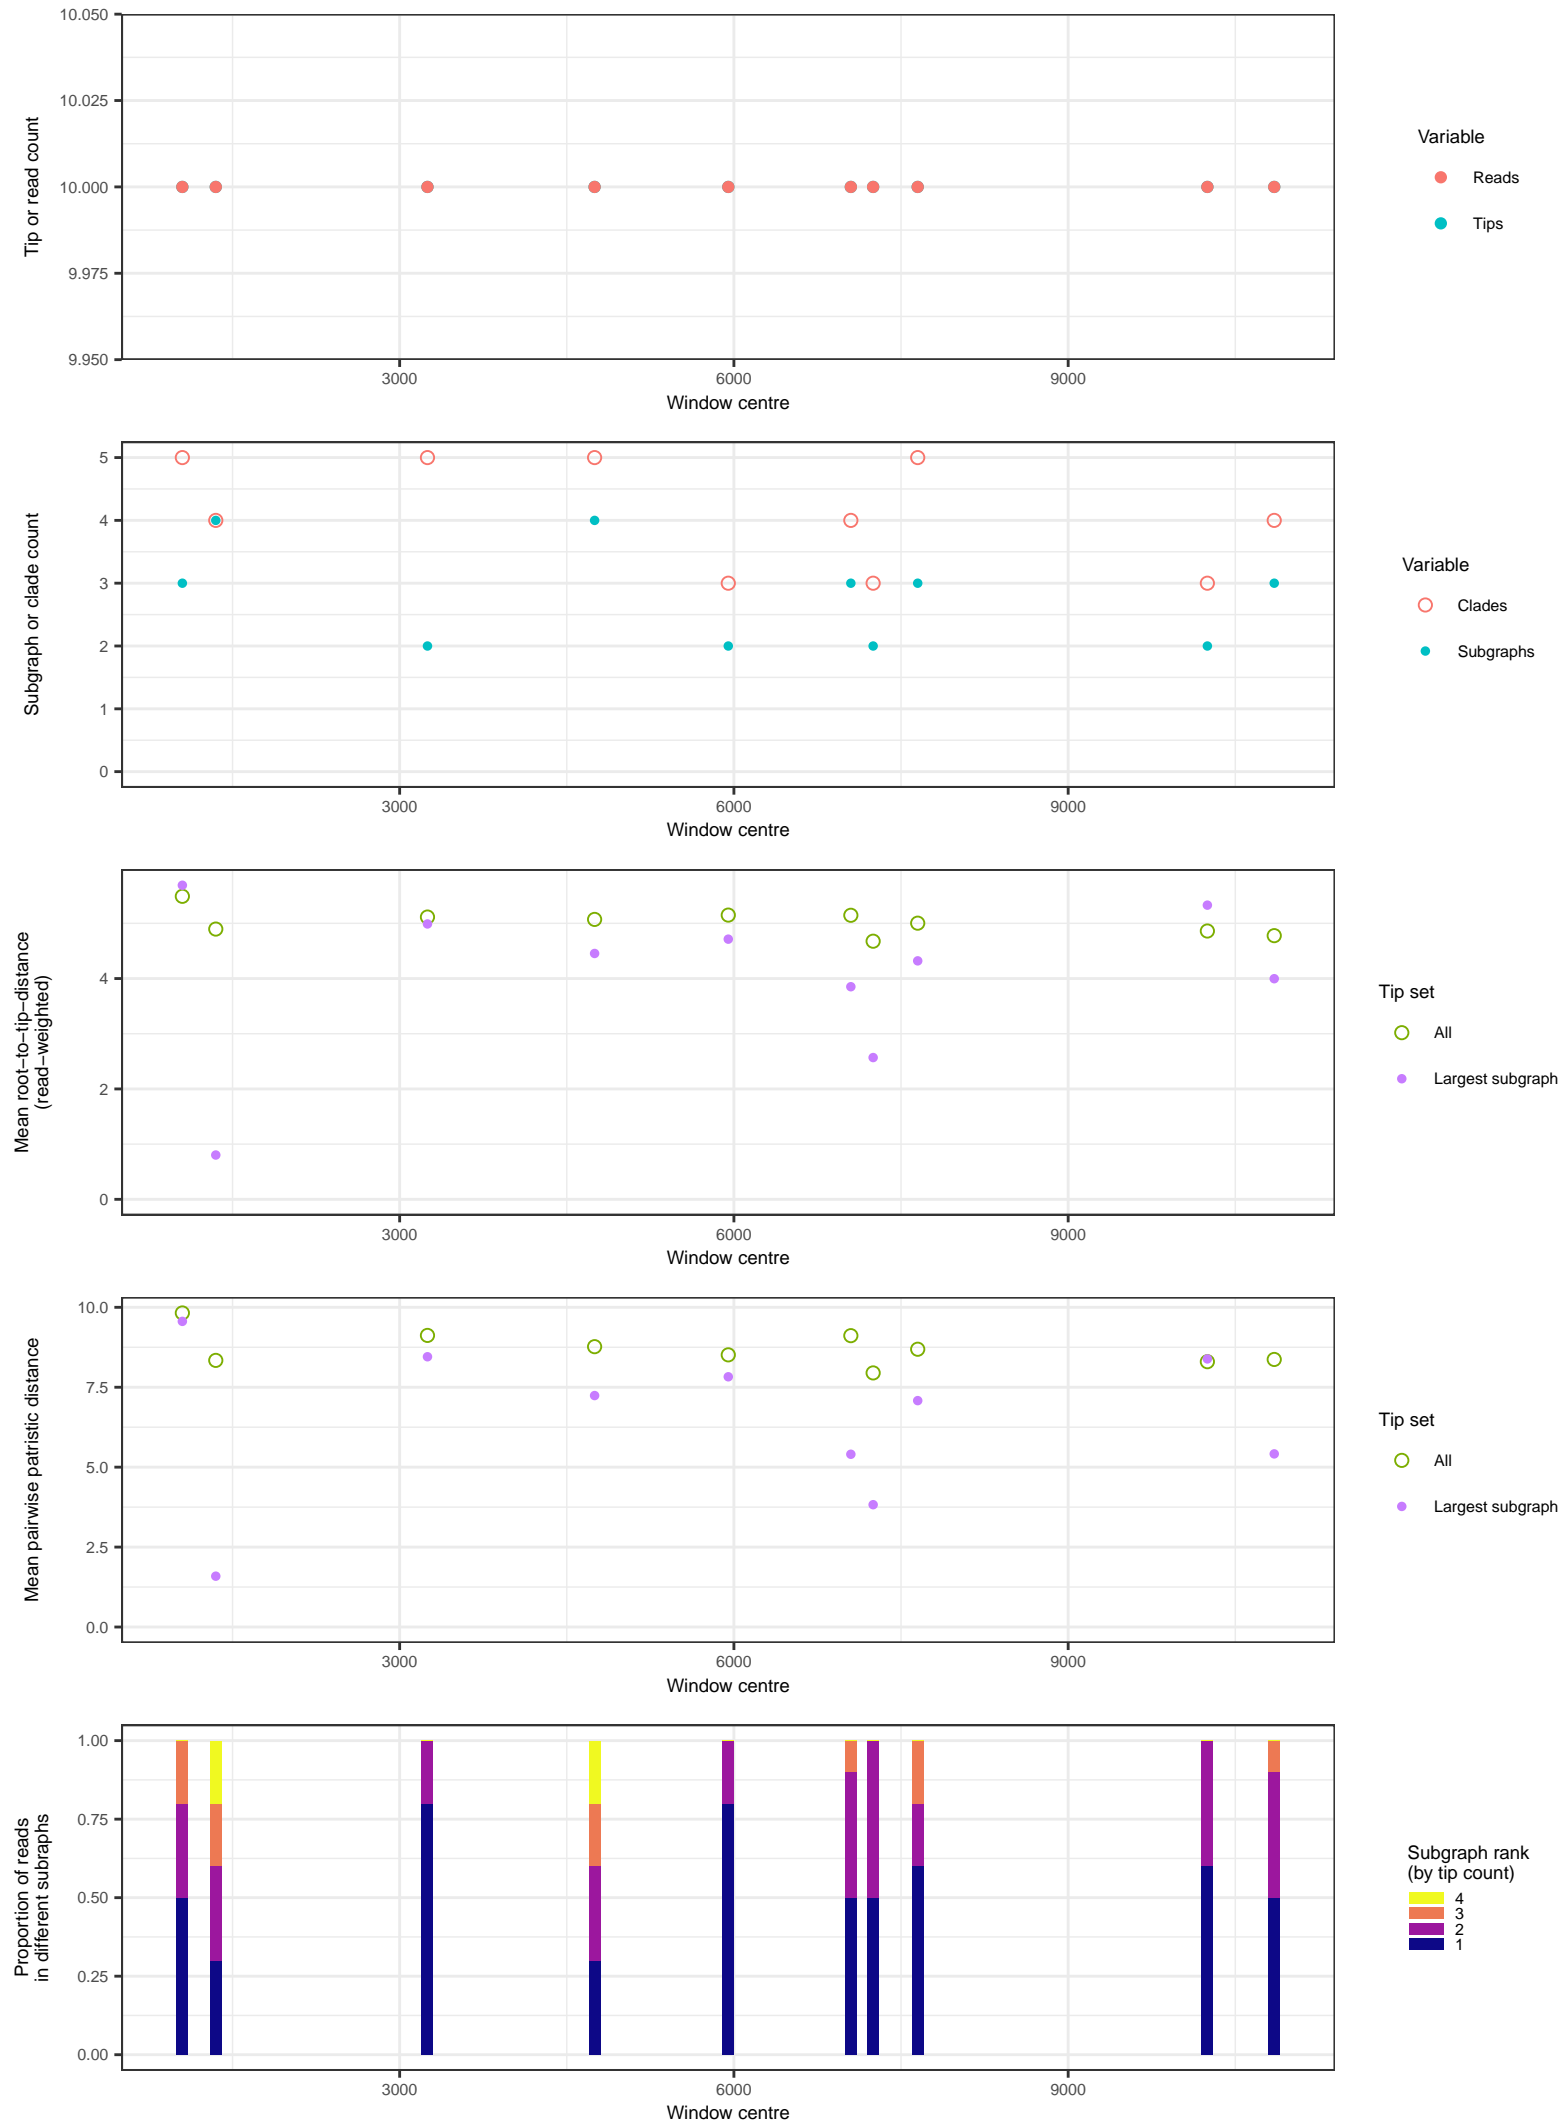 10.050
10.025
10.000
9.975
9.950
Tip or read count
3000
6000
9000
Window centre
Variable
Reads
Tips
5
4
3
2
1
0
Subgraph or clade count
3000
6000
9000
Window centre
Variable
Clades
Subgraphs
4
2
0
Mean root−to−tip−distance
(read−weighted)
3000
6000
9000
Window centre
Tip set
All
Largest subgraph
10.0
7.5
5.0
2.5
0.0
Mean pairwise patristic distance
3000
6000
9000
Window centre
Tip set
All
Largest subgraph
1.00
0.75
0.50
0.25
0.00
Proportion of reads
in different subraphs
3000
6000
9000
Window centre
Subgraph rank
(by tip count)
4
3
2
1